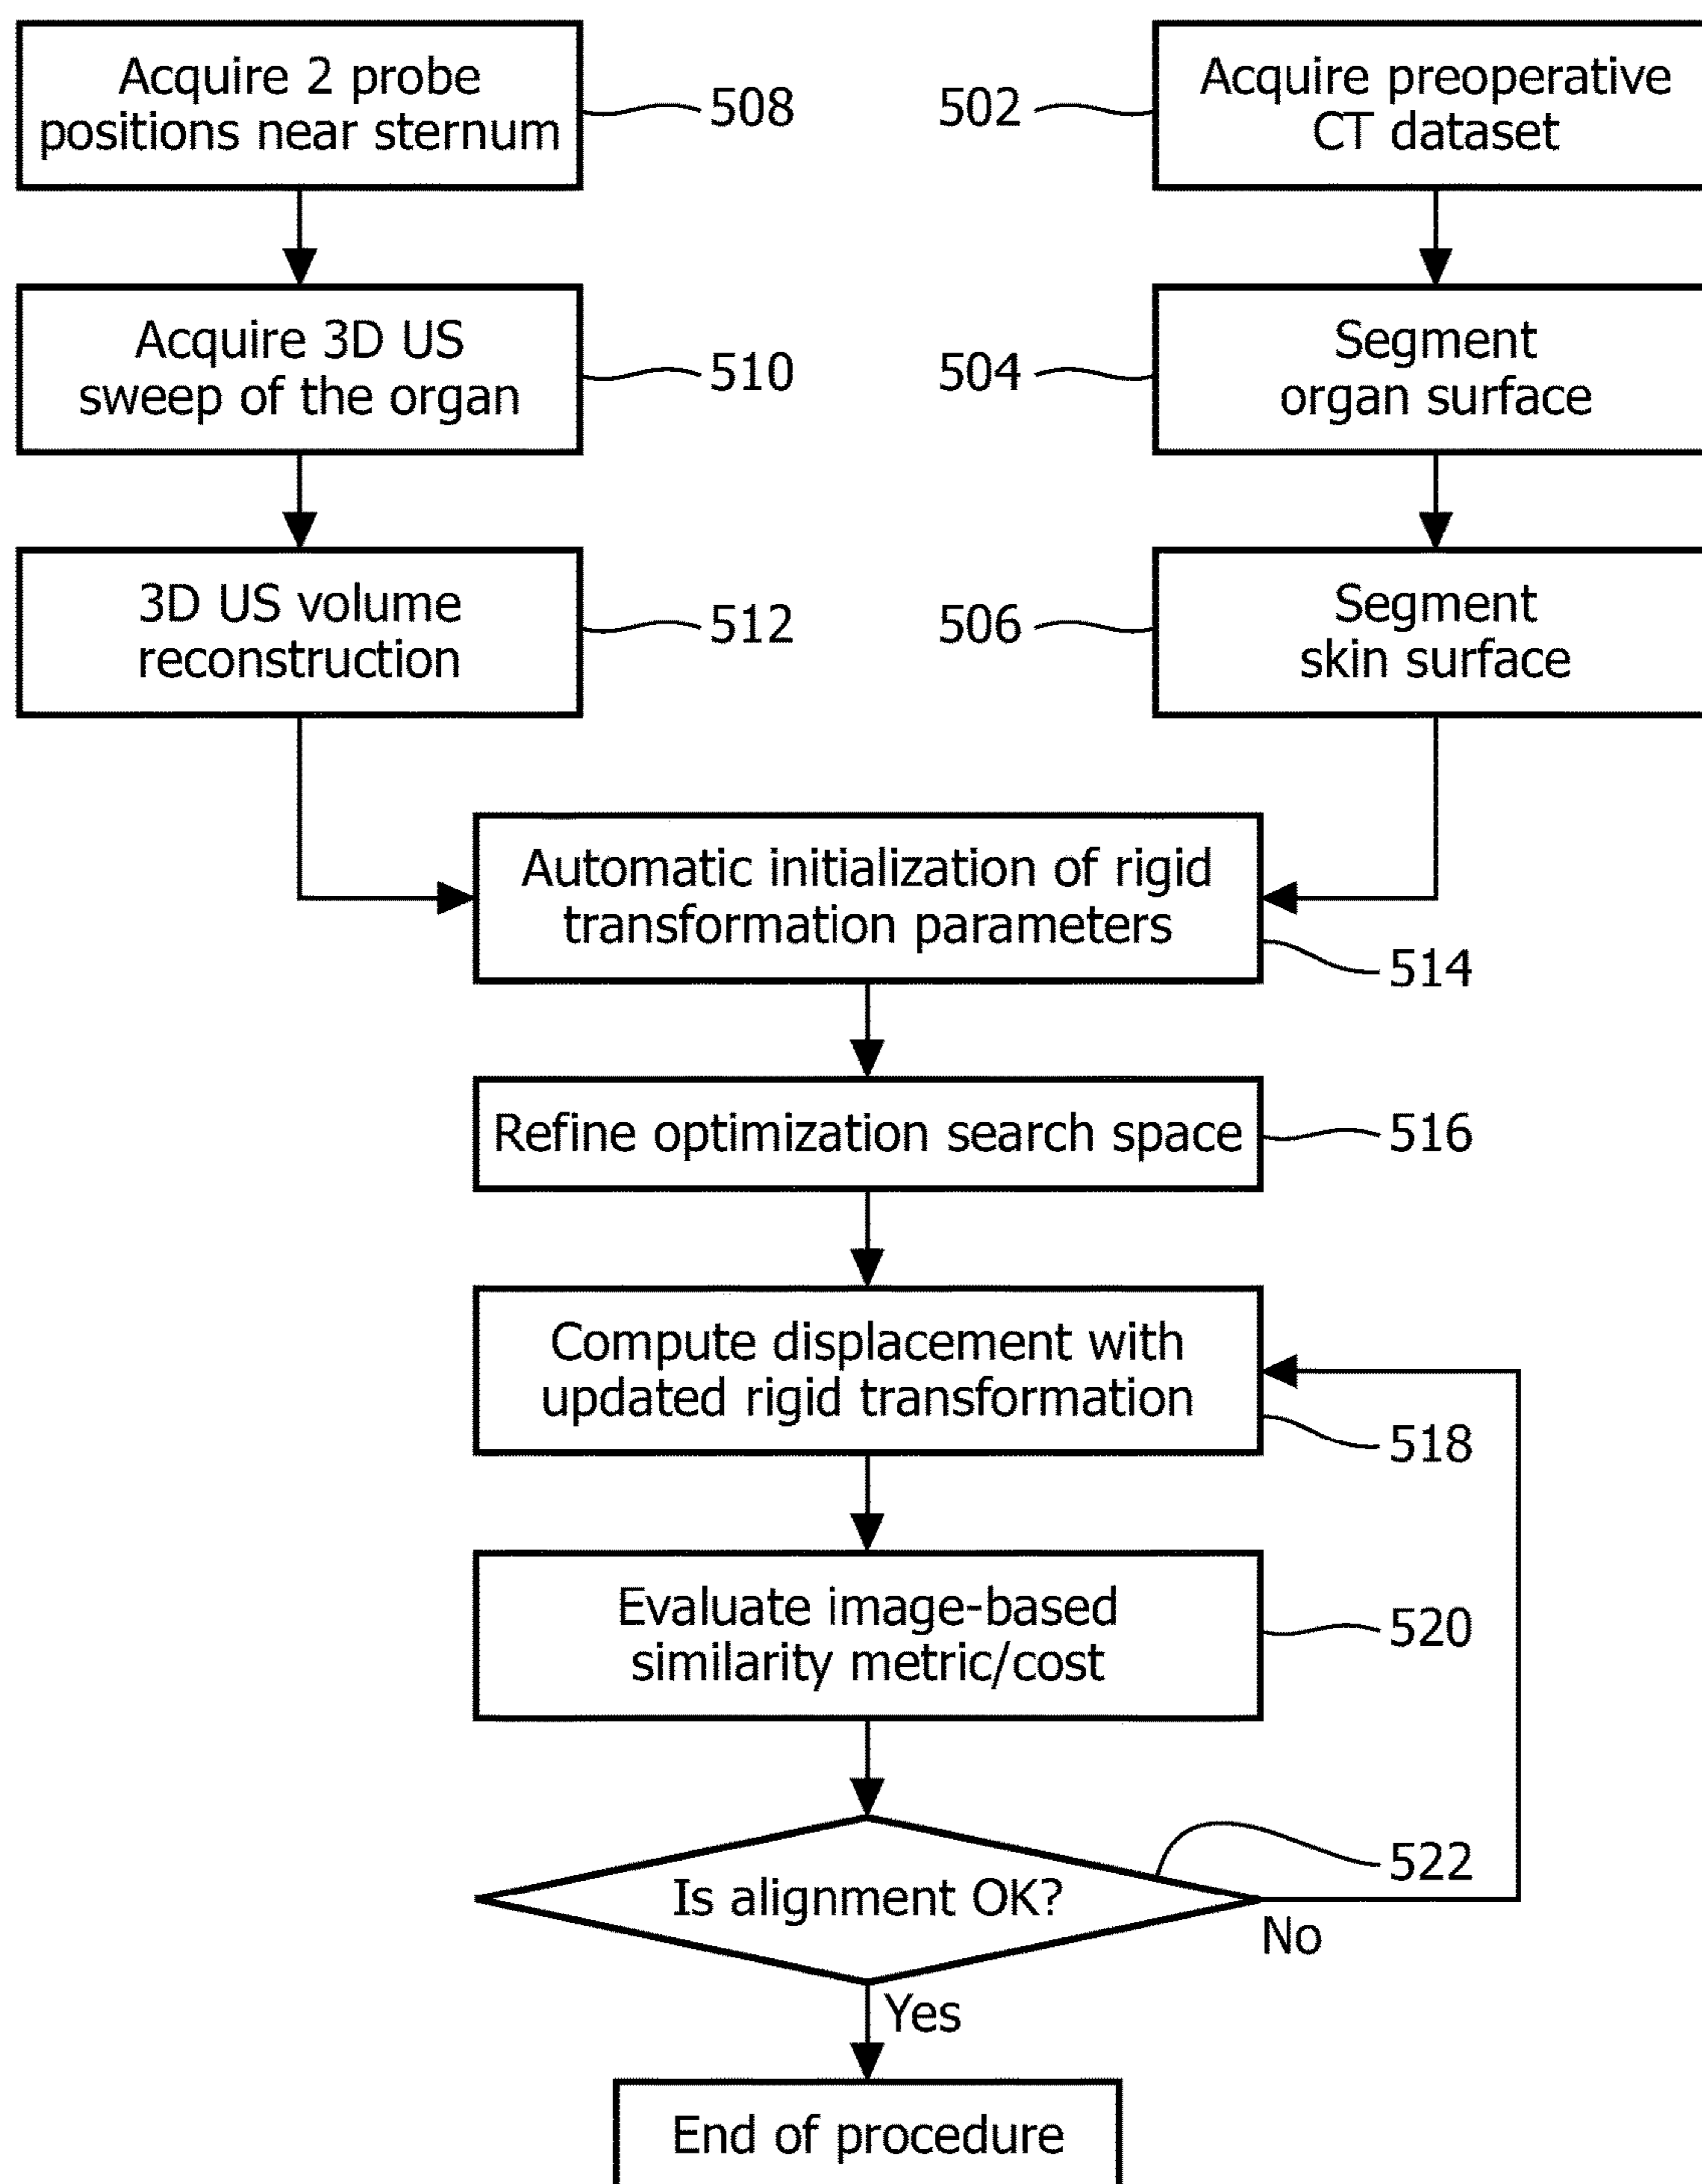 Acquire 2 probe
positions near sternum
508
502
Acquire preoperative
CT dataset
Acquire 3D US
sweep of the organ
510
504
Segment
organ surface
3D US volume
reconstruction
512
506
Segment
skin surface
Automatic initialization of rigid
transformation parameters
514
Refine optimization search space
516
Compute displacement with
updated rigid transformation
518
Evaluate image-based
similarity metric/cost
520
522
Is alignment OK?
No
Yes
End of procedure